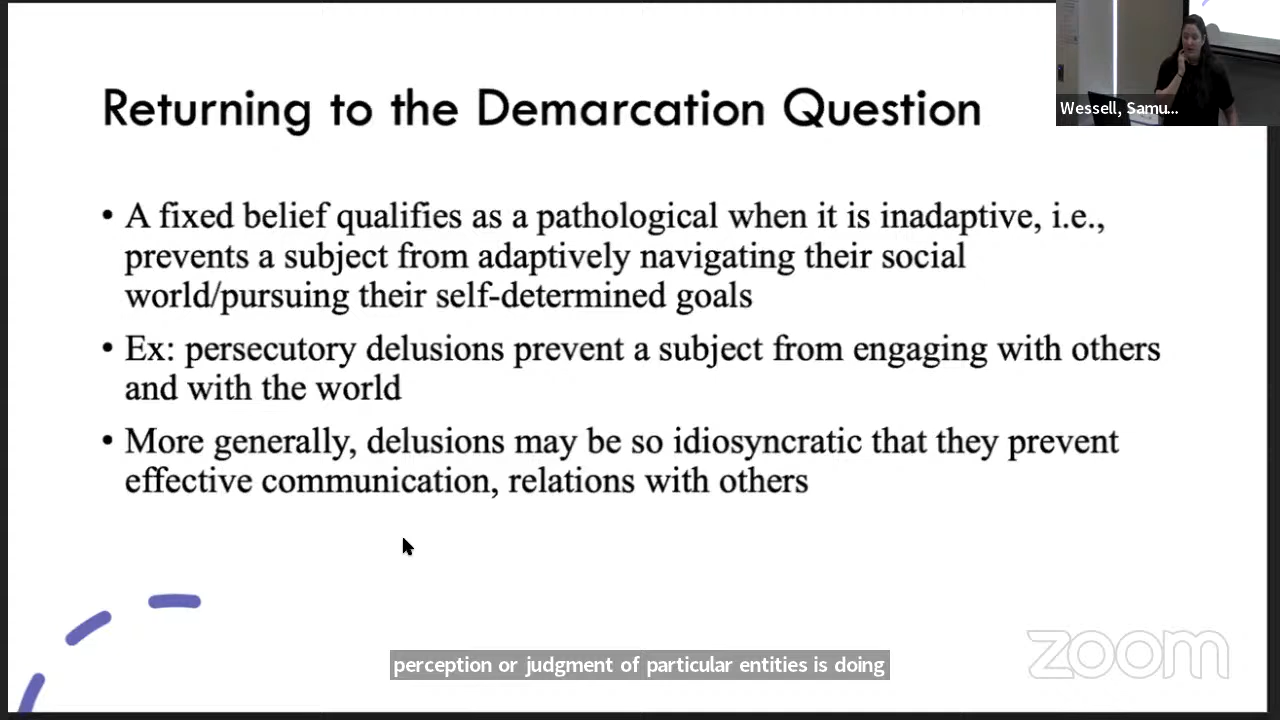 Returning to the Demarcation Question
Wessell, Samu...
• A fixed belief qualifies as a pathological when it is inadaptive, i.e.,
prevents a subject from adaptively navigating their social
world/pursuing their self-determined goals
• Ex: persecutory delusions prevent a subject from engaging with others
and with the world
• More generally, delusions may be so idiosyncratic that they prevent
effective communication, relations with others
perception or judgment of particular entities is doing
zoom